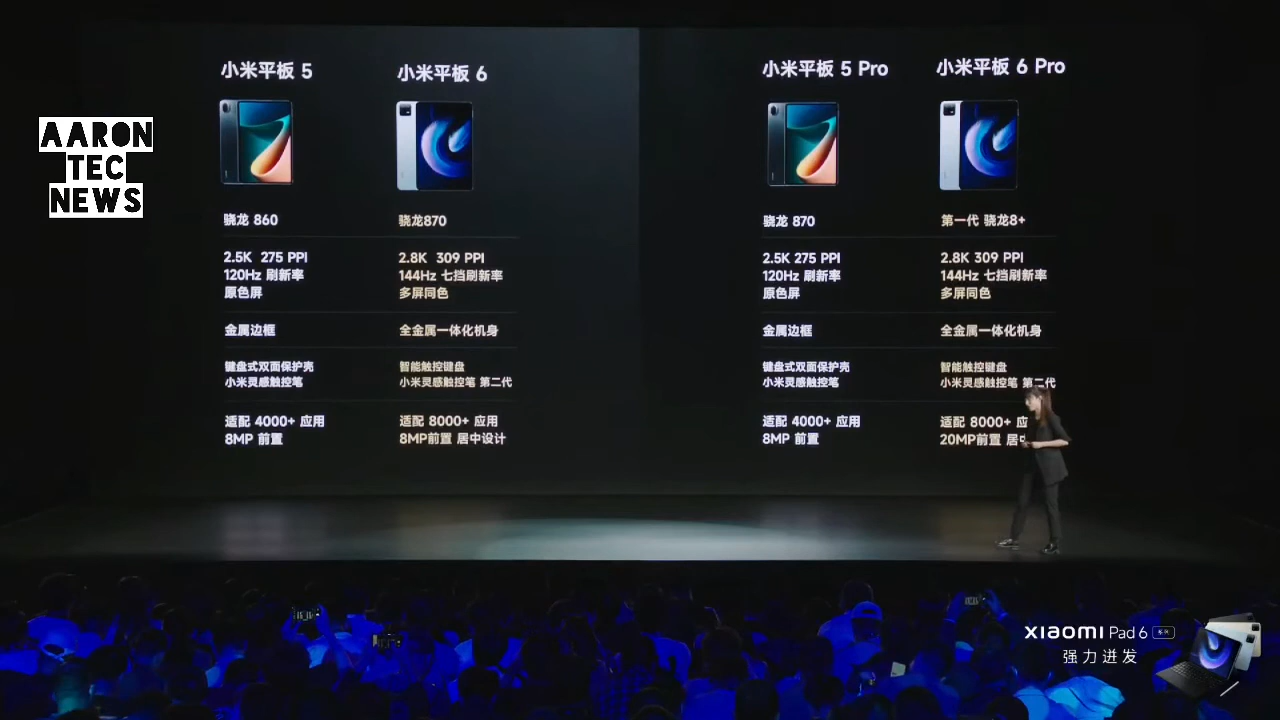 AARON
TEC
NEWS
小米平板 5
小米平板 6
小米平板 5 Pro
小米平板 6 Pro
骁龙 860
骁龙870
骁龙 870
第一代 骁龙8+
2.5K 275 PPI
120Hz 刷新率
原色屏
2.8K 309 PPI
144Hz 七挡刷新率
多屏同色
2.5K 275 PPI
120Hz 刷新率
原色屏
2.8K 309 PPI
144Hz 七挡刷新率
多屏同色
金属边框
全金属一体化机身
金属边框
全金属一体化机身
键盘式双面保护壳
小米灵感触控笔
智能触控键盘
小米灵感触控笔 第二代
键盘式双面保护壳
小米灵感触控笔
智能触控键盘
小米灵感触控笔 第二代
适配 4000+ 应用
8MP 前置
适配 8000+ 应用
8MP前置 居中设计
适配 4000+ 应用
8MP 前置
适配 8000+ 应
20MP前置 居
xiaomi Pad 6 系列
强力迸发